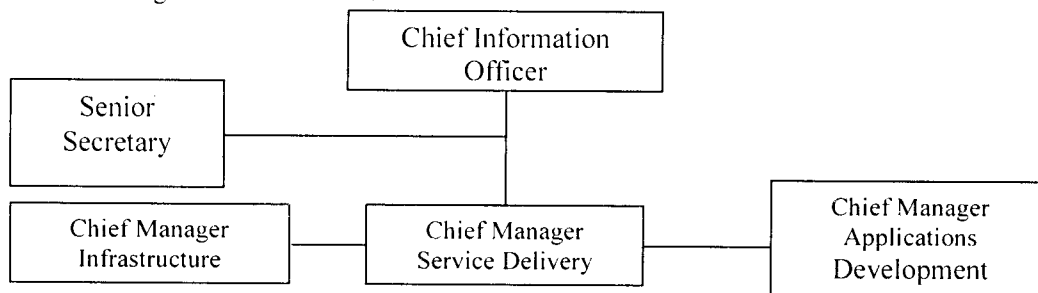 Chief Information
Officer
Senior
Secretary
Chief Manager
Infrastructure
Chief Manager
Service Delivery
Chief Manager
Applications
Development